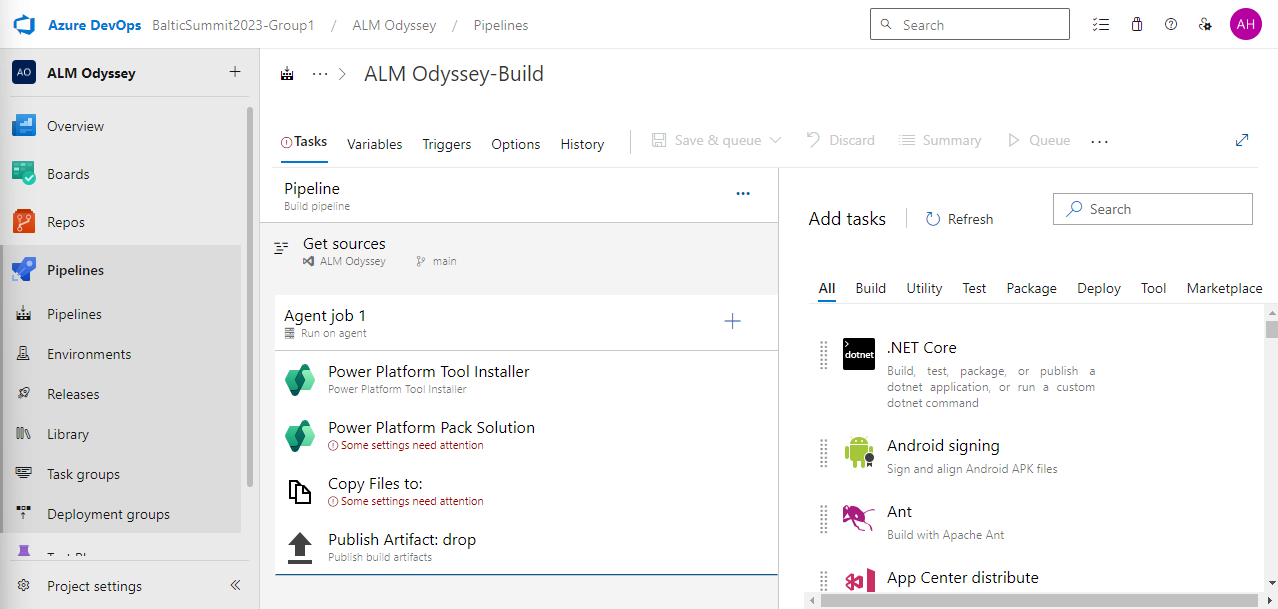 Azure DevOps BalticSummit2023-Group1 / ALM Odyssey / Pipelines
Search
AH
AO ALM Odyssey +
Overview
Boards
Repos
Pipelines
Pipelines
Environments
Releases
Library
Task groups
Deployment groups
Project settings
... > ALM Odyssey-Build
Tasks Variables Triggers Options History
Save & queue Discard Summary Queue ...
Pipeline
Build pipeline
Get sources
ALM Odyssey main
Agent job 1
Run on agent
Power Platform Tool Installer
Power Platform Tool Installer
Power Platform Pack Solution
Some settings need attention
Copy Files to:
Some settings need attention
Publish Artifact: drop
Publish build artifacts
Add tasks Refresh
Search
All Build Utility Test Package Deploy Tool Marketplace
dotnet
.NET Core
Build, test, package, or publish a
dotnet application, or run a custom
dotnet command
Android signing
Sign and align Android APK files
Ant
Build with Apache Ant
App Center distribute